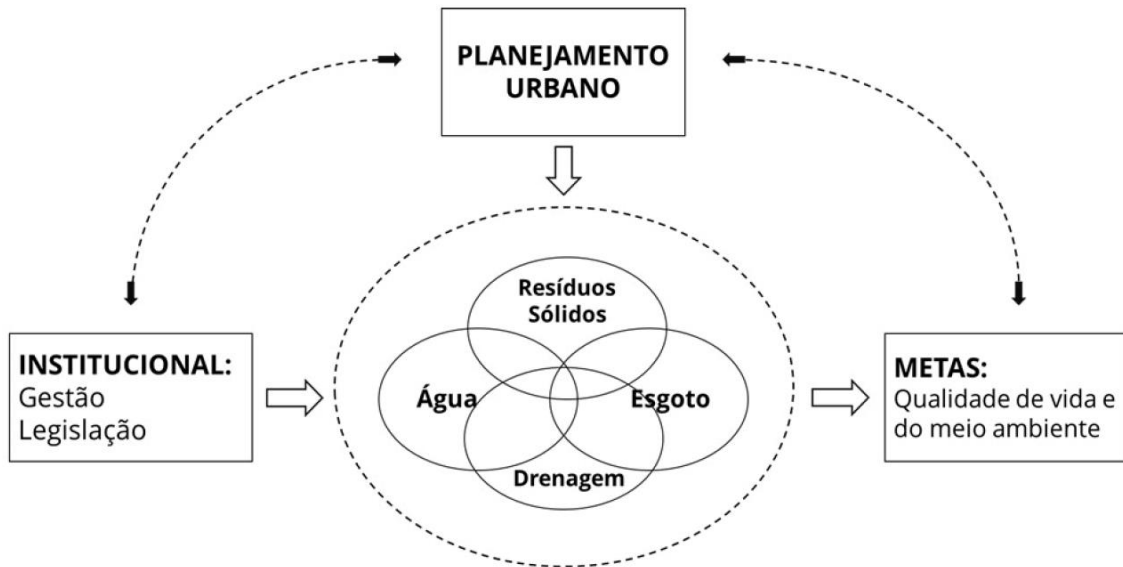 PLANEJAMENTO
URBANO
Resíduos
Sólidos
INSTITUCIONAL:
Gestão
Legislação
Água
Esgoto
METAS:
Qualidade de vida e
do meio ambiente
Drenagem